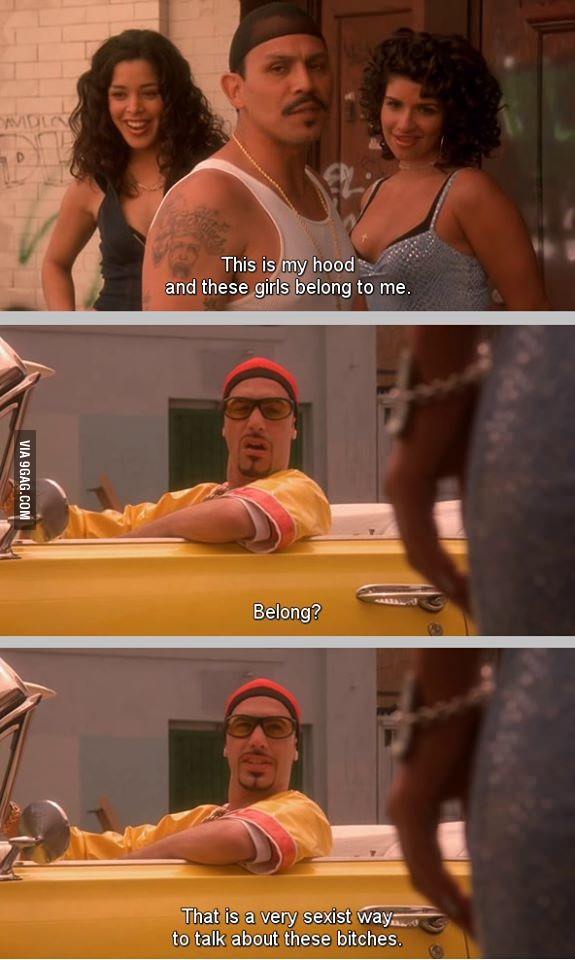 This is my hood
and these girls belong to me.
VIA 9GAG.COM
Belong?
That is a very sexist way
to talk about these bitches.